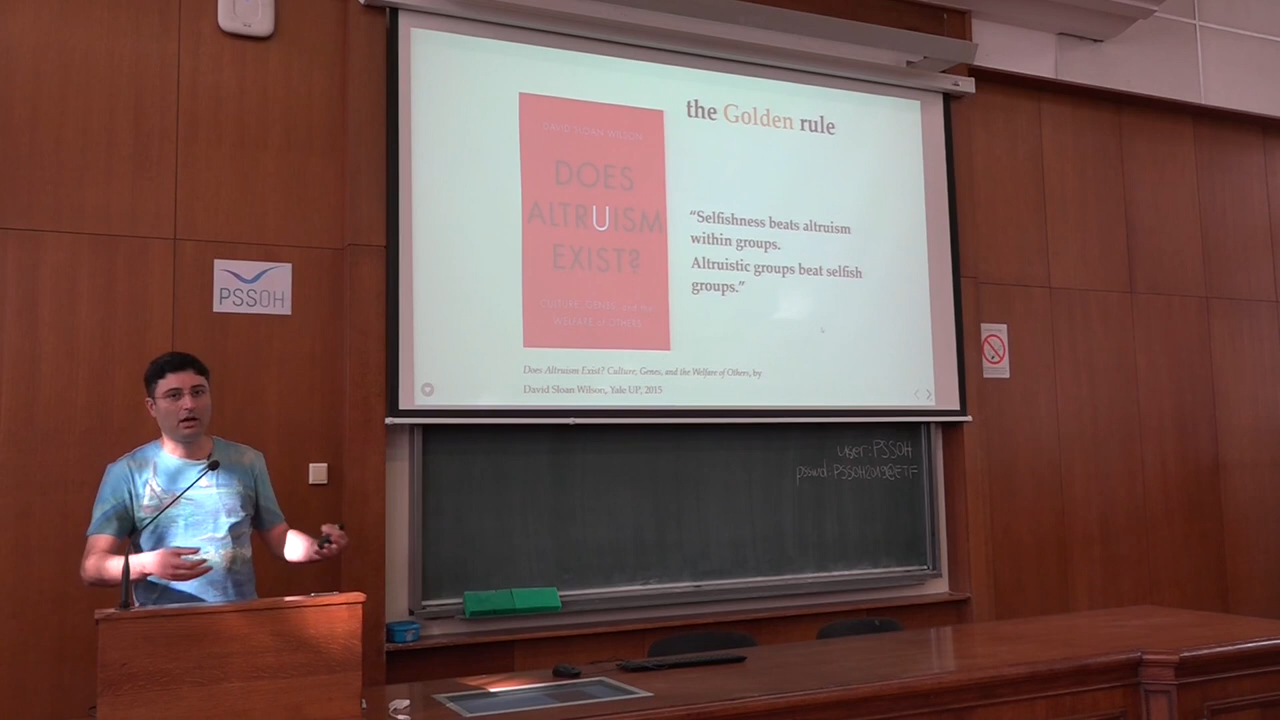 the Golden rule
DAVID SLOAN WILSON
DOES
ALTRUISM
EXIST?
CULTURE, GENES, and the
WELFARE of OTHERS
“Selfishness beats altruism
within groups.
Altruistic groups beat selfish
groups.”
Does Altruism Exist? Culture, Genes, and the Welfare of Others, by
David Sloan Wilson, Yale UP, 2015
PSSOH
user: PSSOH
psswd: PSSOH2019@ETF